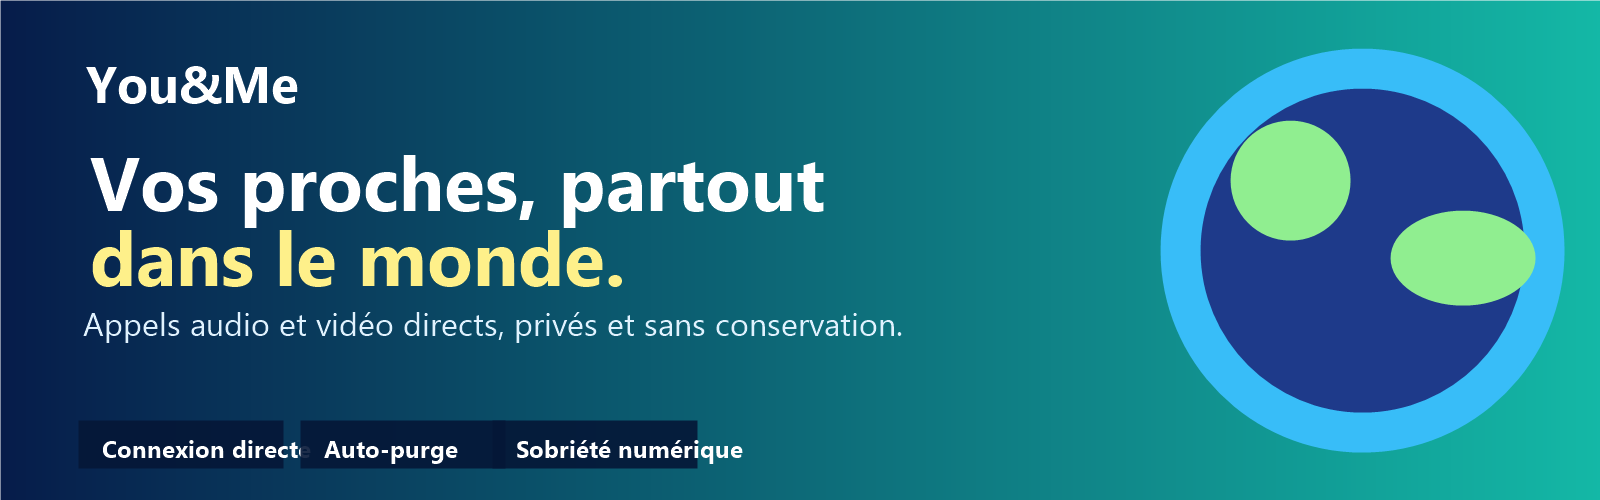 You&Me
Vos proches, partout
dans le monde.
Appels audio et vidéo directs, privés et sans conservation.
Connexion directe Auto-purge Sobriété numérique